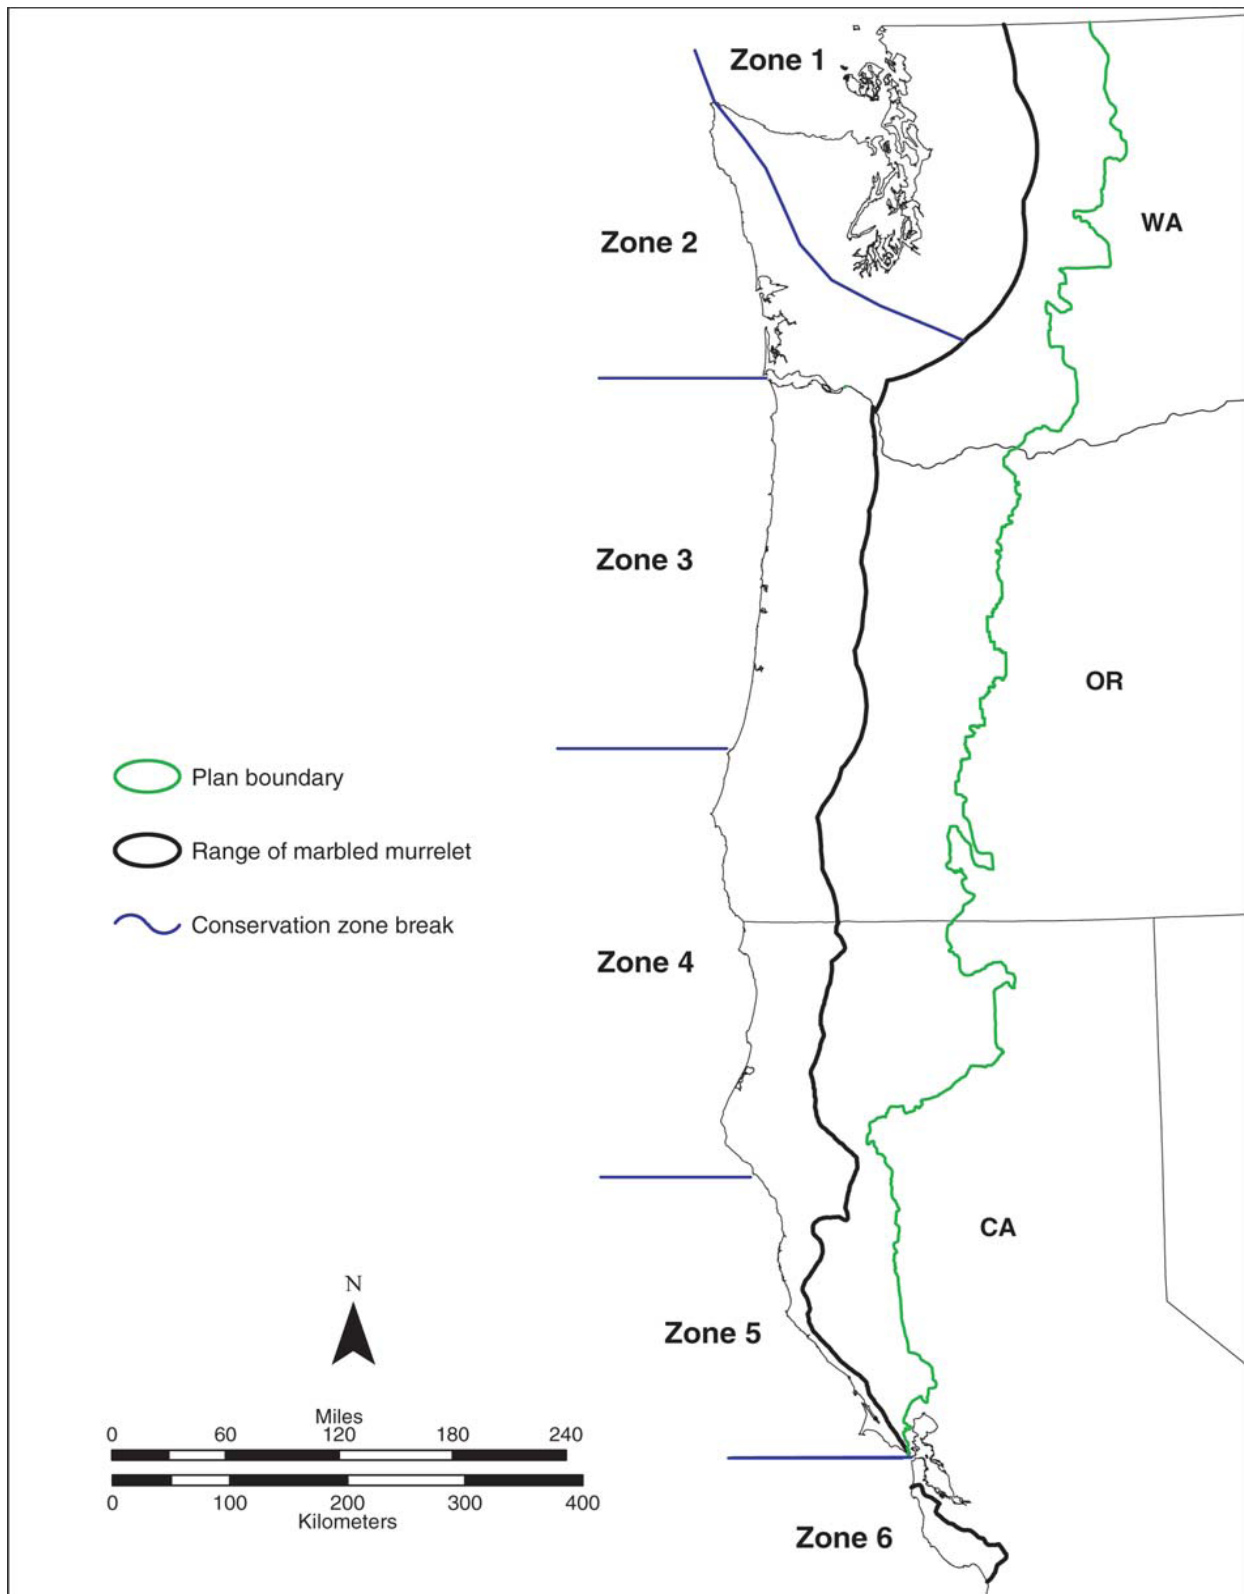 Zone 1
WA
Zone 2
Zone 3
OR
Plan boundary
Range of marbled murrelet
Conservation zone break
Zone 4
CA
N
Zone 5
Miles
0 60 120 180 240
0 100 200 300 400
Kilometers
Zone 6